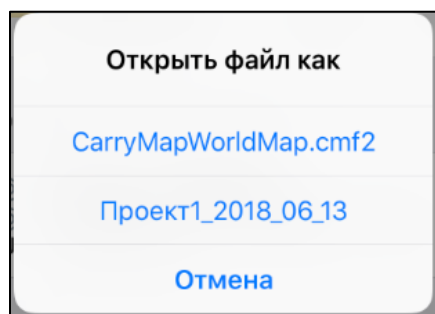 Открыть файл как
CarryMapWorldMap.cmf2
Проект1_2018_06_13
Отмена